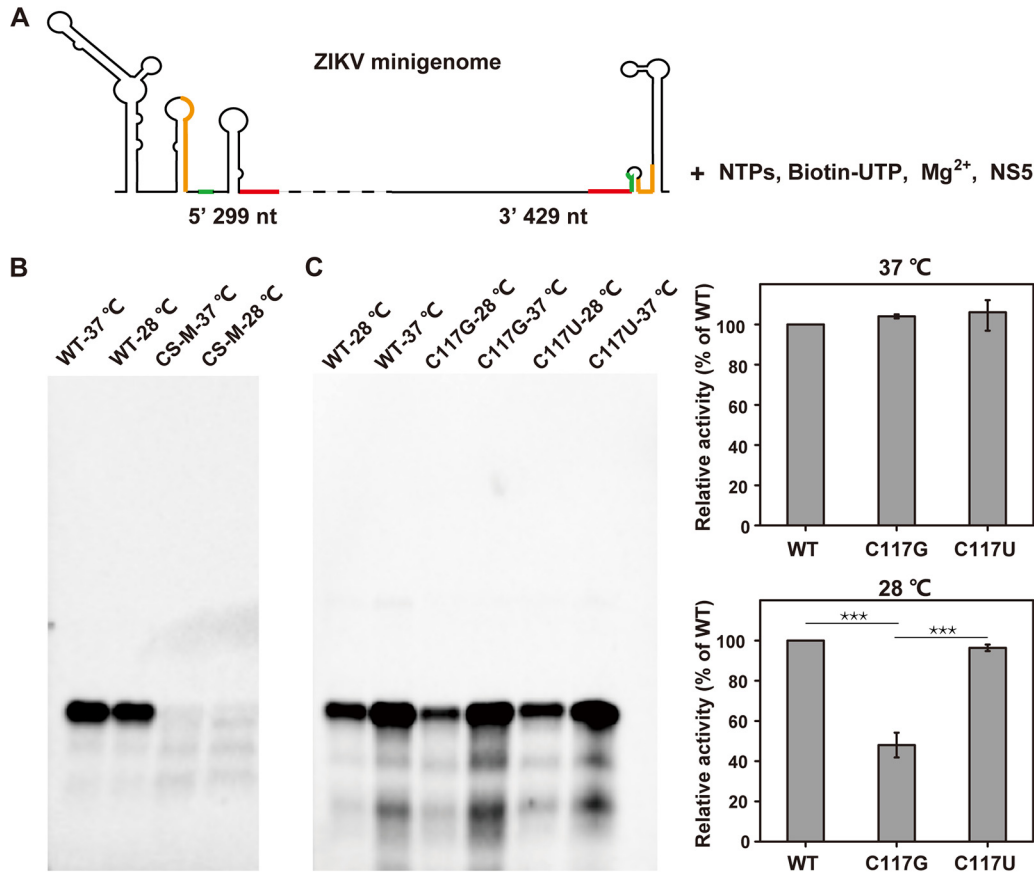 A
ZIKV minigenome
+ NTPs, Biotin-UTP, Mg²⁺, NS5
5’ 299 nt
3’ 429 nt
B
WT-37 ℃
WT-28 ℃
CS-M-37 ℃
CS-M-28 ℃
C
WT-28 ℃
WT-37 ℃
C117G-28 ℃
C117G-37 ℃
C117U-28 ℃
C117U-37 ℃
37 ℃
Relative activity (% of WT)
100
80
60
40
20
0
WT
C117G
C117U
28 ℃
Relative activity (% of WT)
***
***
100
80
60
40
20
0
WT
C117G
C117U